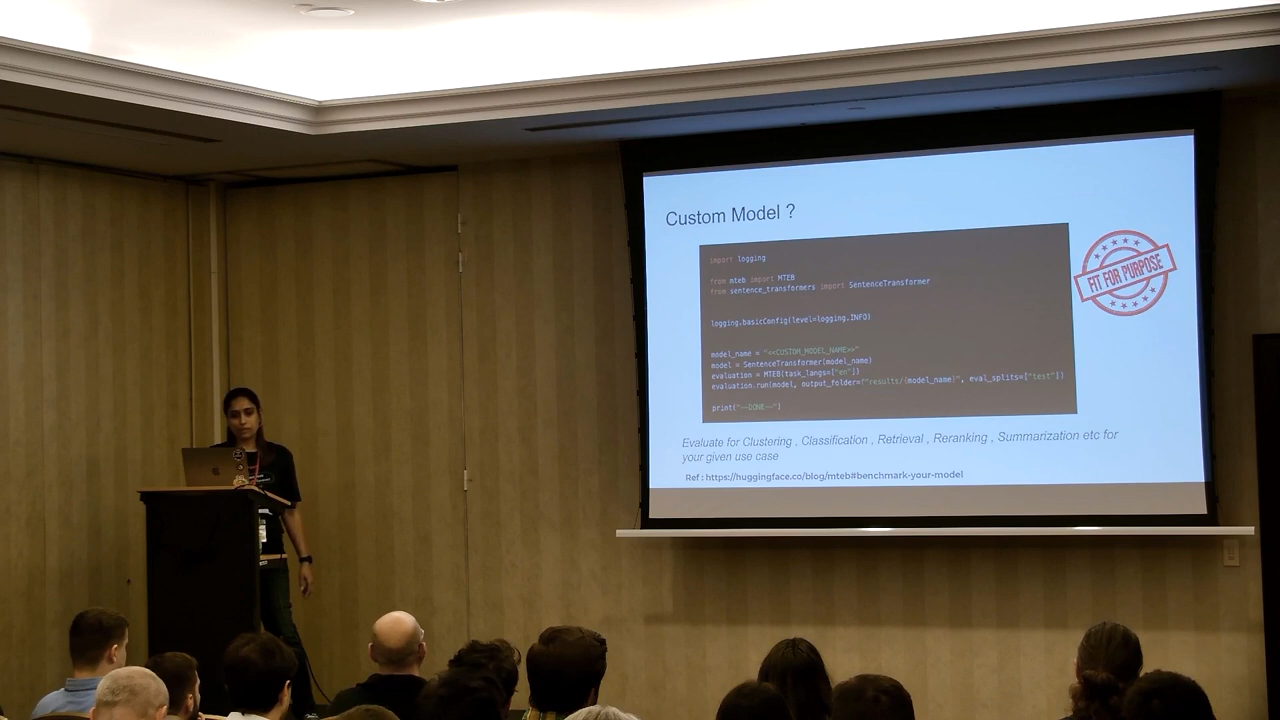 Custom Model ?
import logging
from mteb import MTEB
from sentence_transformers import SentenceTransformer
logging.basicConfig(level=logging.INFO)
model_name = "<<CUSTOM_MODEL_NAME>>"
model = SentenceTransformer(model_name)
evaluation = MTEB(task_langs=["en"])
evaluation.run(model, output_folder=f"results/{model_name}", eval_splits=["test"])
print("--DONE--")
FIT FOR PURPOSE
Evaluate for Clustering , Classification , Retrieval , Reranking , Summarization etc for
your given use case
Ref : https://huggingface.co/blog/mteb#benchmark-your-model